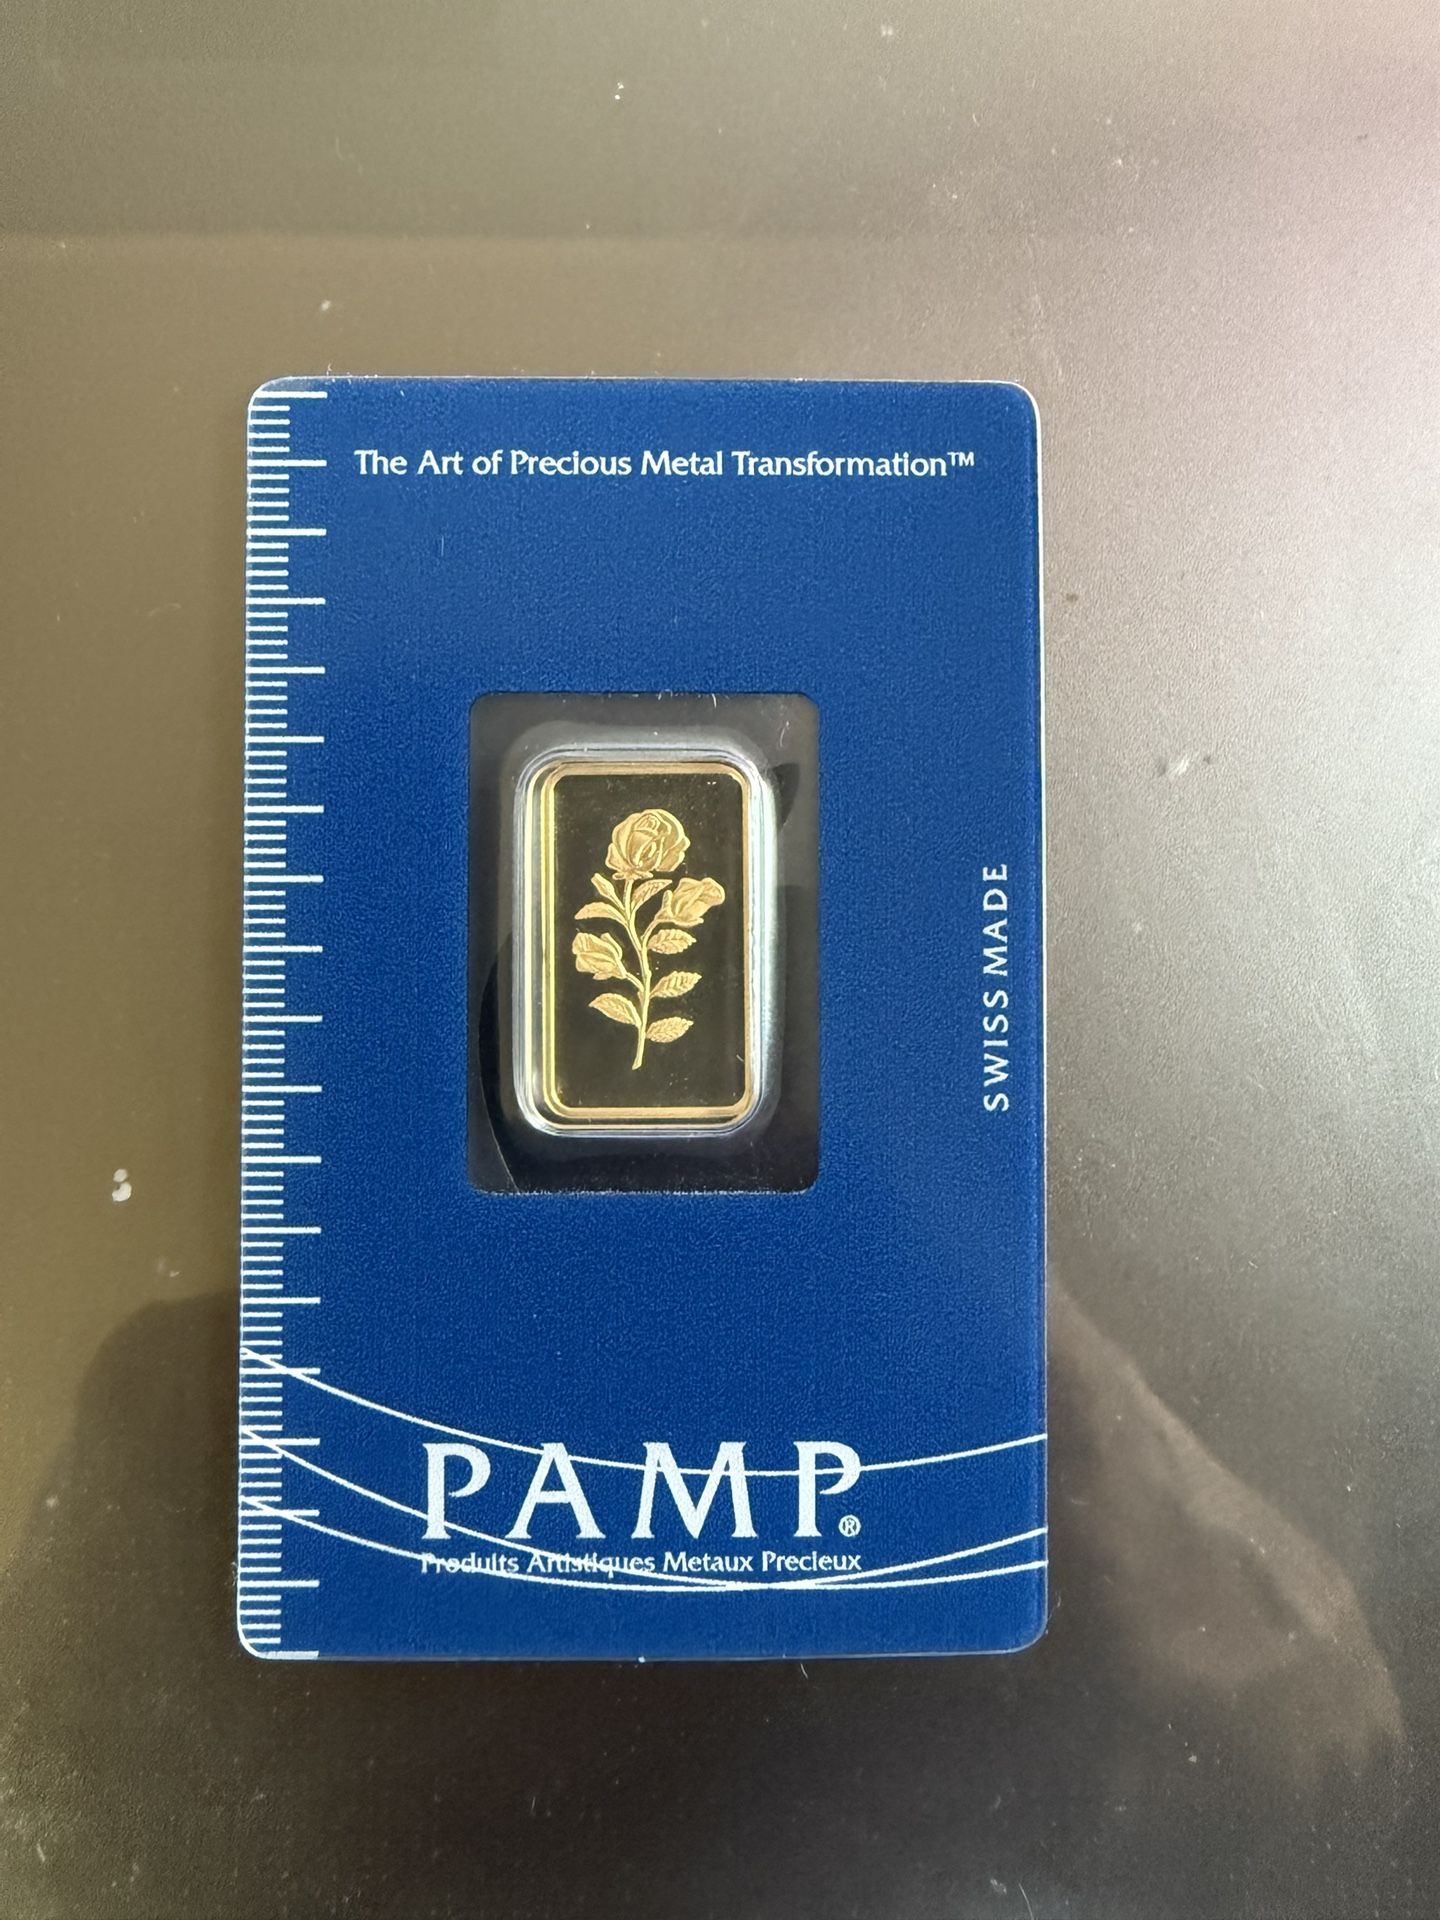 The Art of Precious Metal Transformation™
SWISS MADE
PAMP®
Produits Artistiques Metaux Precieux